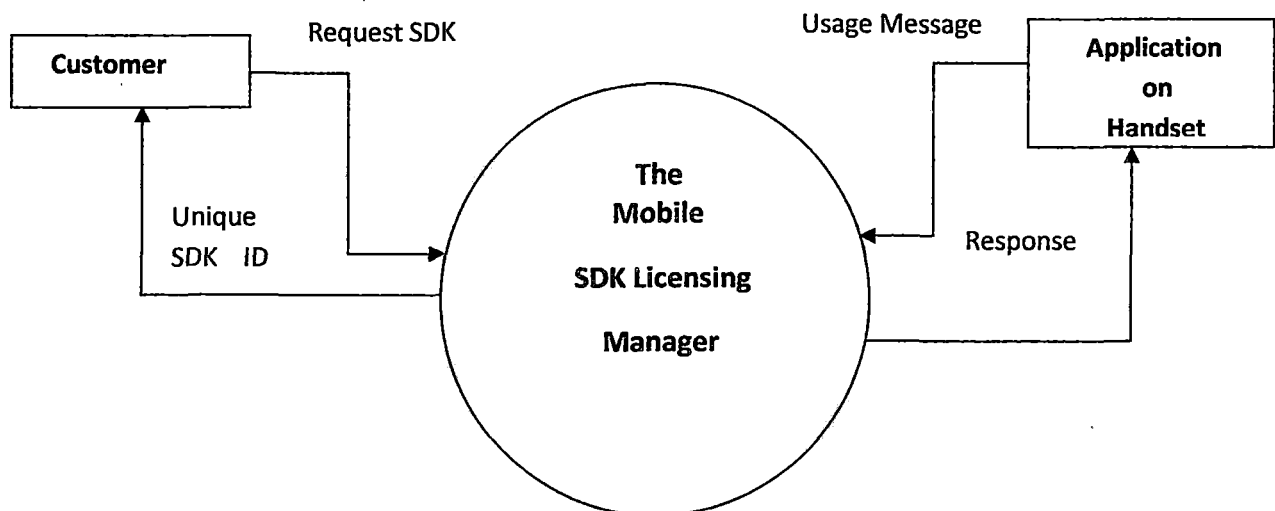 Request SDK
Usage Message
Customer
Application
on
Handset
The
Mobile
SDK Licensing
Manager
Unique
SDK ID
Response